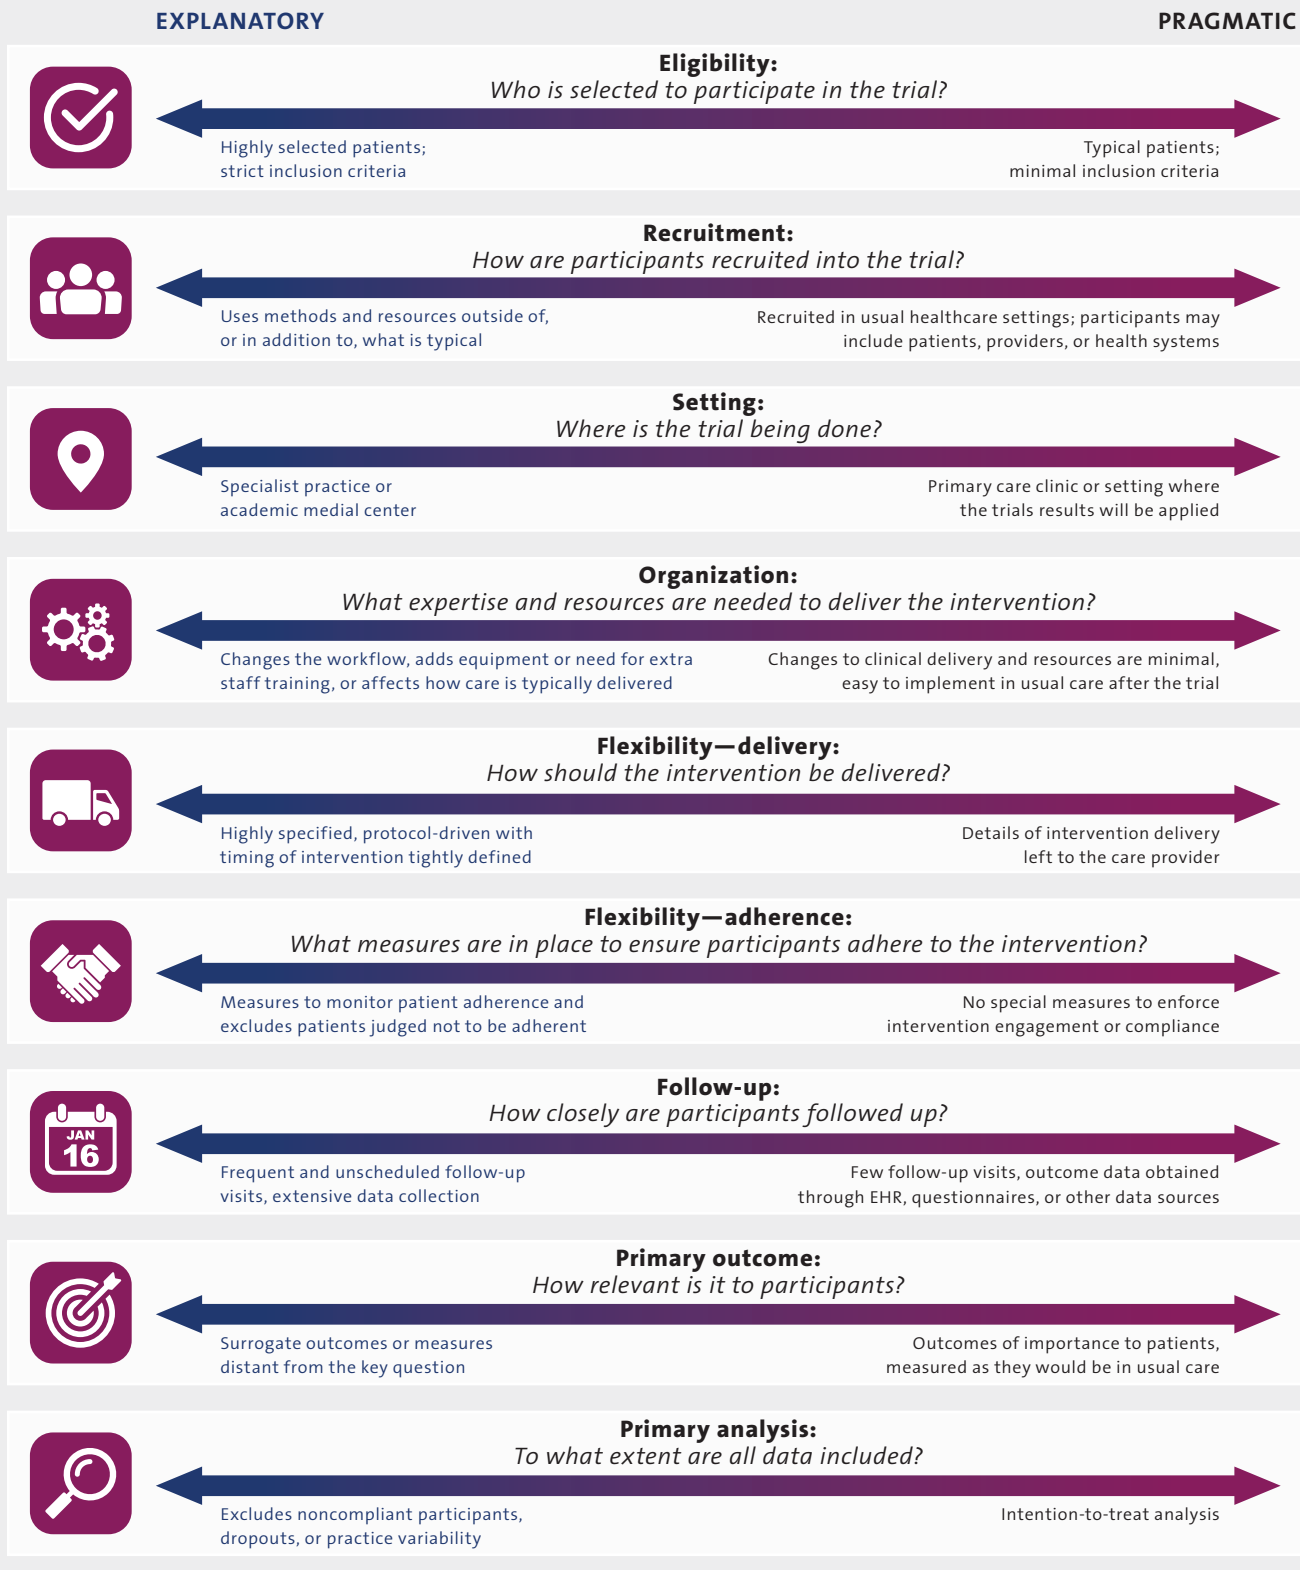 EXPLANATORY
PRAGMATIC
Eligibility:
Who is selected to participate in the trial?
Highly selected patients;
strict inclusion criteria
Typical patients;
minimal inclusion criteria
Recruitment:
How are participants recruited into the trial?
Uses methods and resources outside of,
or in addition to, what is typical
Recruited in usual healthcare settings; participants may
include patients, providers, or health systems
Setting:
Where is the trial being done?
Specialist practice or
academic medial center
Primary care clinic or setting where
the trials results will be applied
Organization:
What expertise and resources are needed to deliver the intervention?
Changes the workflow, adds equipment or need for extra
staff training, or affects how care is typically delivered
Changes to clinical delivery and resources are minimal,
easy to implement in usual care after the trial
Flexibility—delivery:
How should the intervention be delivered?
Highly specified, protocol-driven with
timing of intervention tightly defined
Details of intervention delivery
left to the care provider
Flexibility—adherence:
What measures are in place to ensure participants adhere to the intervention?
Measures to monitor patient adherence and
excludes patients judged not to be adherent
No special measures to enforce
intervention engagement or compliance
JAN
16
Follow-up:
How closely are participants followed up?
Frequent and unscheduled follow-up
visits, extensive data collection
Few follow-up visits, outcome data obtained
through EHR, questionnaires, or other data sources
Primary outcome:
How relevant is it to participants?
Surrogate outcomes or measures
distant from the key question
Outcomes of importance to patients,
measured as they would be in usual care
Primary analysis:
To what extent are all data included?
Excludes noncompliant participants,
dropouts, or practice variability
Intention-to-treat analysis